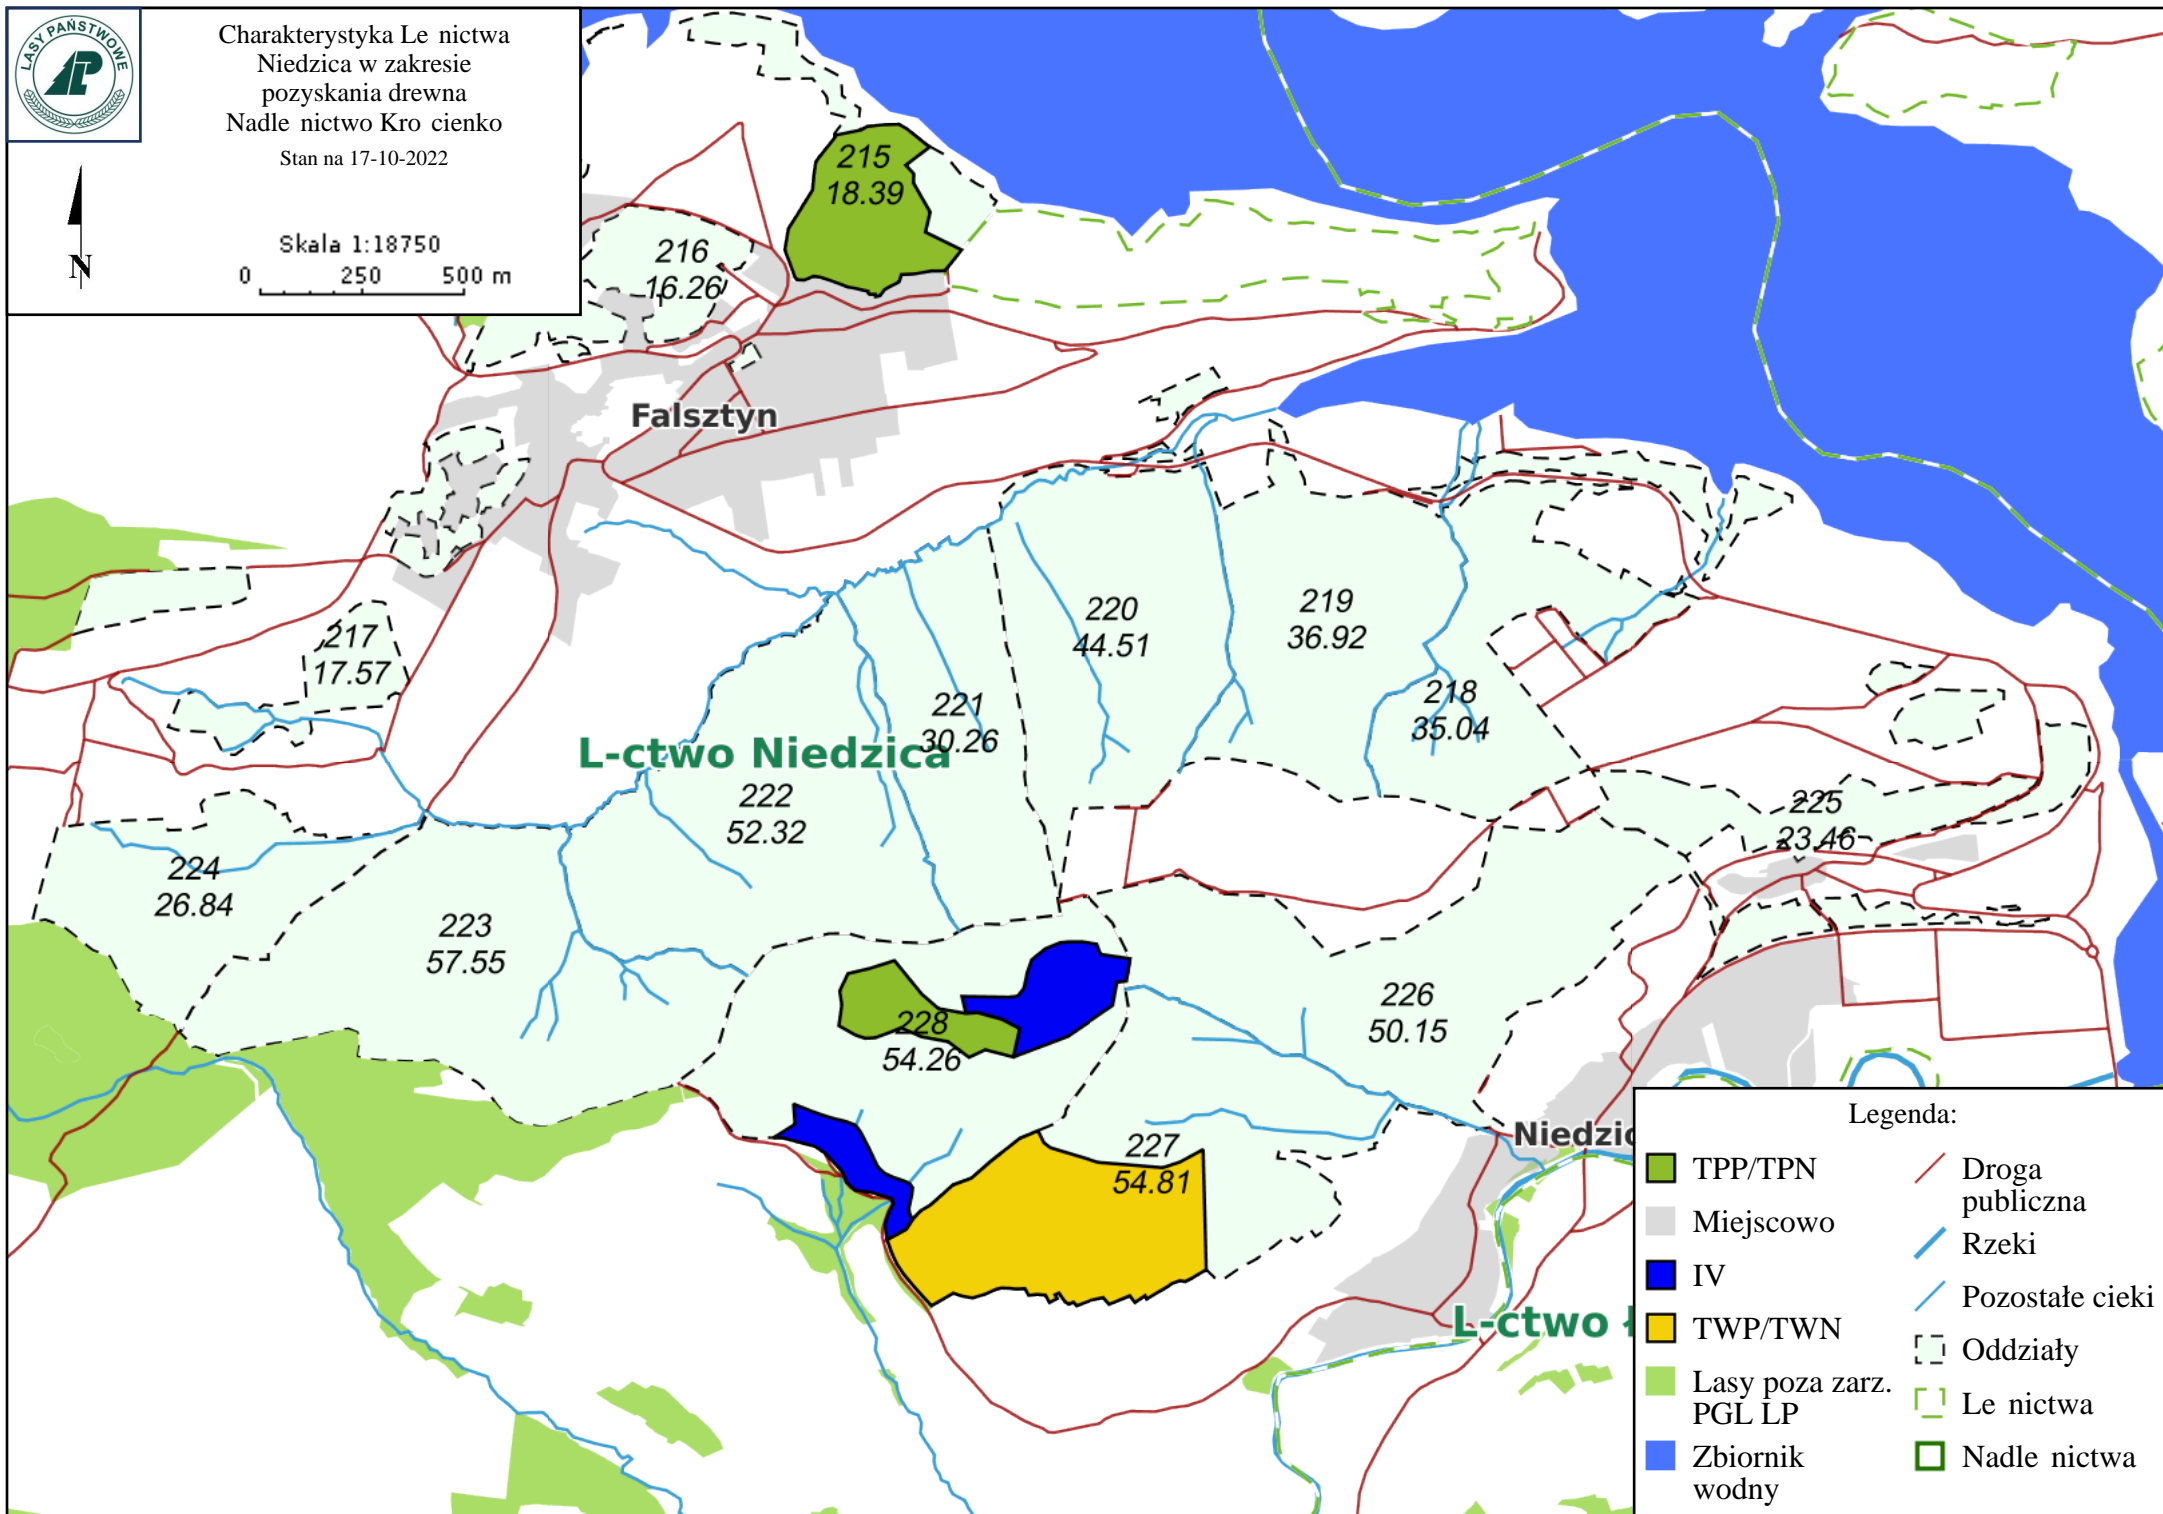 LASY PAŃSTWOWE
LP
Charakterystyka Le nictwa
Niedzica w zakresie
pozyskania drewna
Nadle nictwo Kro cienko
Stan na 17-10-2022
N
Skala 1:18750
0 250 500 m
215
18.39
216
16.26
Falsztyn
217
17.57
220
44.51
219
36.92
218
35.04
221
30.26
L-ctwo Niedzica
222
52.32
225
23.46
224
26.84
223
57.55
226
50.15
228
54.26
227
54.81
Niedzic
L-ctwo ł
Legenda:
TPP/TPN
Miejscowo
IV
TWP/TWN
Lasy poza zarz.
PGL LP
Zbiornik
wodny
Droga
publiczna
Rzeki
Pozostałe cieki
Oddziały
Le nictwa
Nadle nictwa